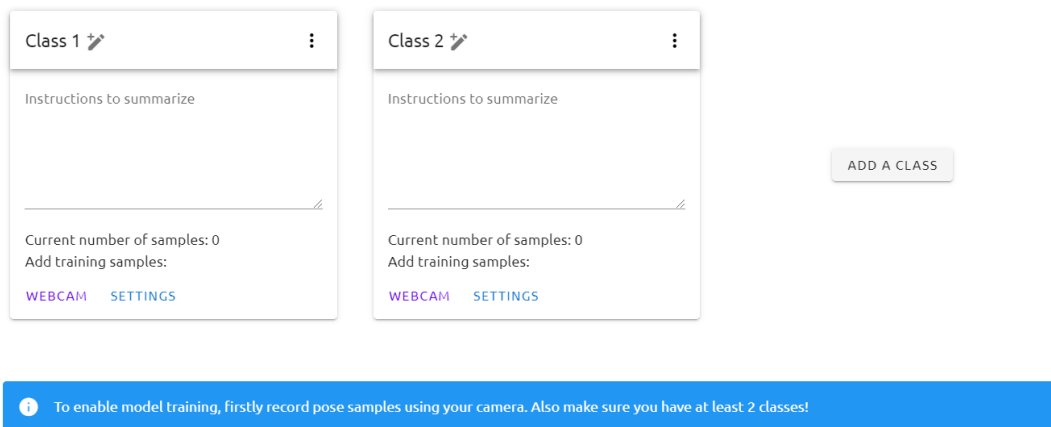 Class 1
Instructions to summarize
Current number of samples: 0
Add training samples:
WEBCAM SETTINGS
Class 2
Instructions to summarize
Current number of samples: 0
Add training samples:
WEBCAM SETTINGS
ADD A CLASS
To enable model training, firstly record pose samples using your camera. Also make sure you have at least 2 classes!